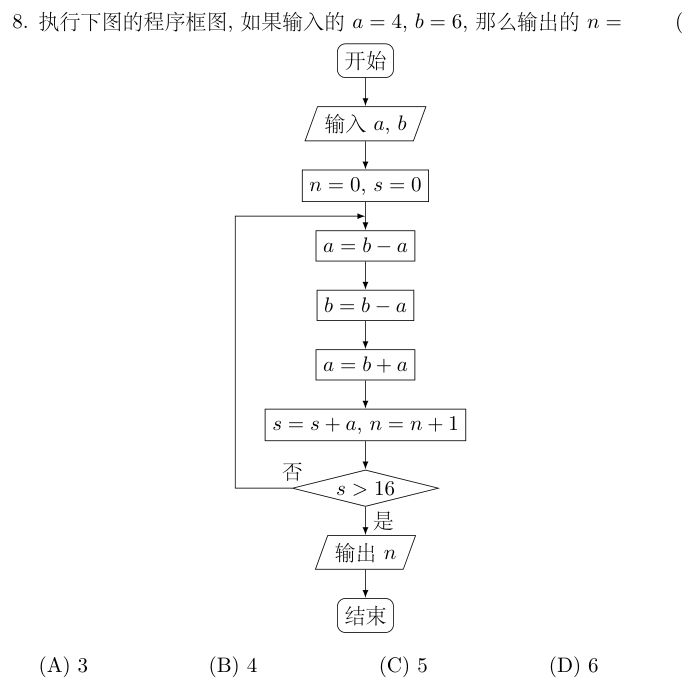 8. 执行下图的程序框图, 如果输入的 a = 4, b = 6, 那么输出的 n = (
开始
输入 a, b
n = 0, s = 0
a = b − a
b = b − a
a = b + a
s = s + a, n = n + 1
否
s > 16
是
输出 n
结束
(A) 3 (B) 4 (C) 5 (D) 6